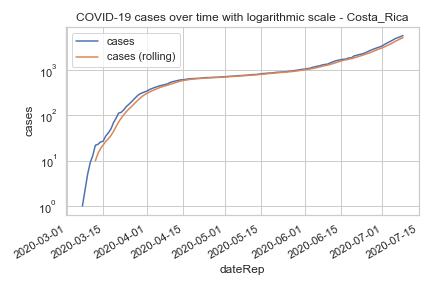 COVID-19 cases over time with logarithmic scale - Costa_Rica
cases
cases (rolling)
10³
10²
10¹
10⁰
cases
2020-03-01
2020-03-15
2020-04-01
2020-04-15
2020-05-01
2020-05-15
2020-06-01
2020-06-15
2020-07-01
2020-07-15
dateRep